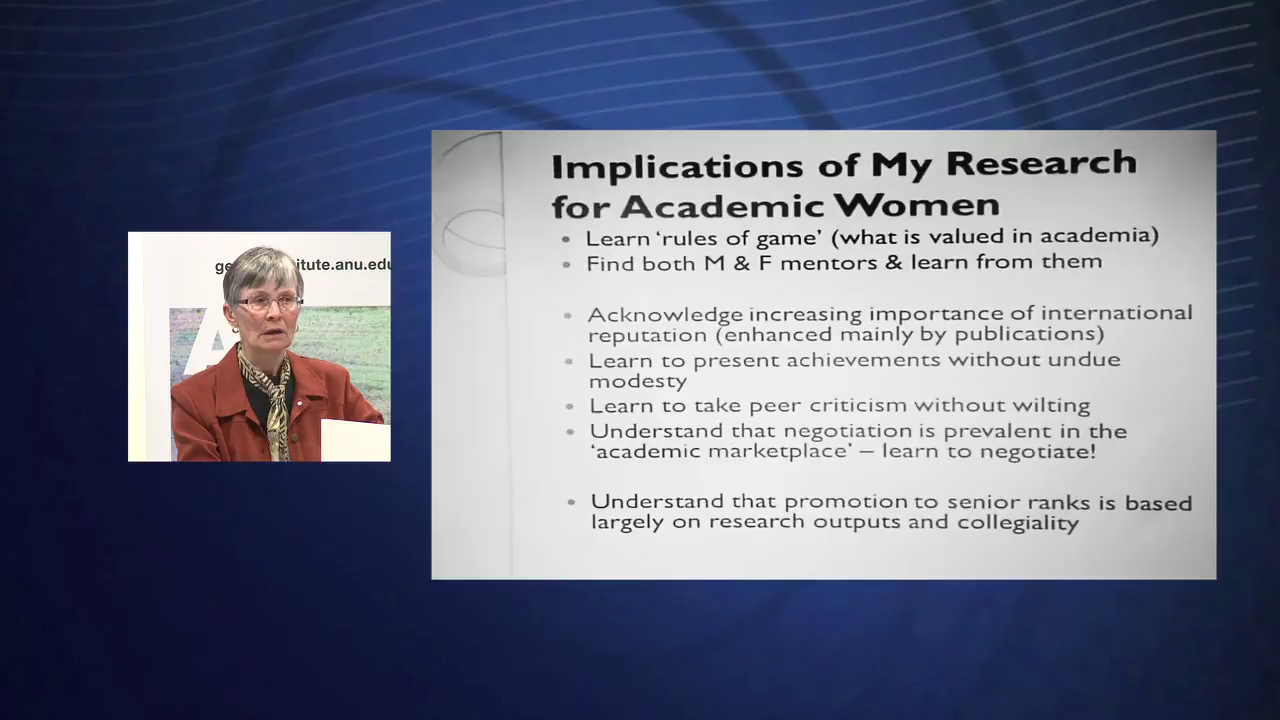 itute.anu.edu
Implications of My Research
for Academic Women
• Learn ‘rules of game’ (what is valued in academia)
• Find both M & F mentors & learn from them
• Acknowledge increasing importance of international
reputation (enhanced mainly by publications)
• Learn to present achievements without undue
modesty
• Learn to take peer criticism without wilting
• Understand that negotiation is prevalent in the
‘academic marketplace’ – learn to negotiate!
• Understand that promotion to senior ranks is based
largely on research outputs and collegiality